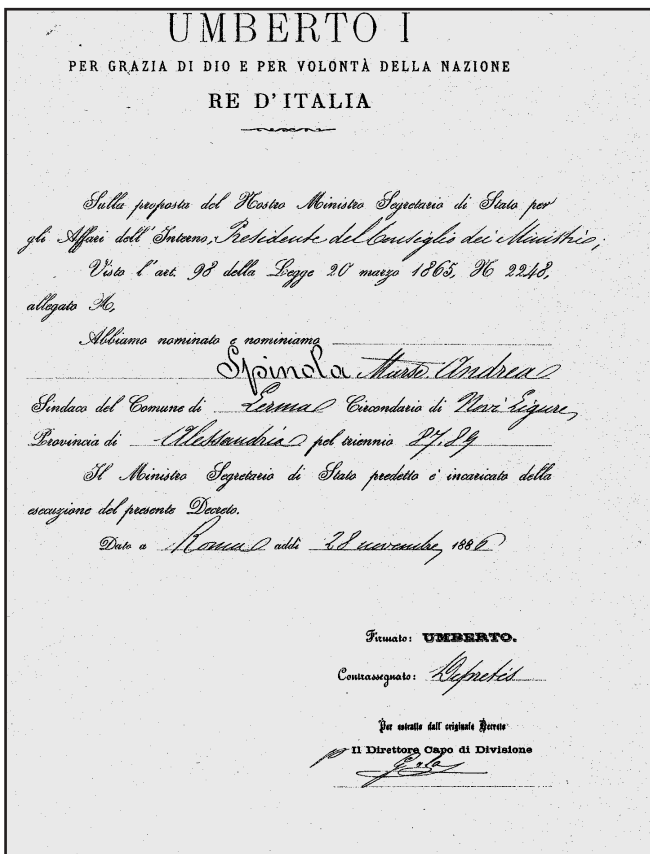 UMBERTO I
PER GRAZIA DI DIO E PER VOLONTÀ DELLA NAZIONE
RE D'ITALIA
Sulla proposta del Nostro Ministro Segretario di Stato per
gli Affari dell'Interno, Presidente del Consiglio dei Ministri;
Visto l'art. 98 della Legge 20 marzo 1865, N 2248,
allegato A,
Abbiamo nominato e nominiamo
Spinola March. Andrea
Sindaco del Comune di Lerma Circondario di Novi Ligure,
Provincia di Alessandria pel triennio 87.89
Il Ministro Segretario di Stato predetto è incaricato della
esecuzione del presente Decreto.
Dato a Roma addì 28 novembre 1886
Firmato: UMBERTO.
Contrassegnato: Depretis
Per estratto dall'originale Decreto
Il Direttore Capo di Divisione